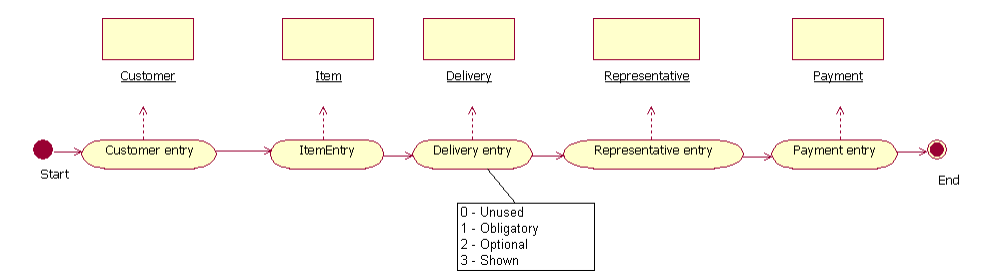 Customer
Item
Delivery
Representative
Payment
Customer entry
ItemEntry
Delivery entry
Representative entry
Payment entry
Start
End
0 - Unused
1 - Obligatory
2 - Optional
3 - Shown